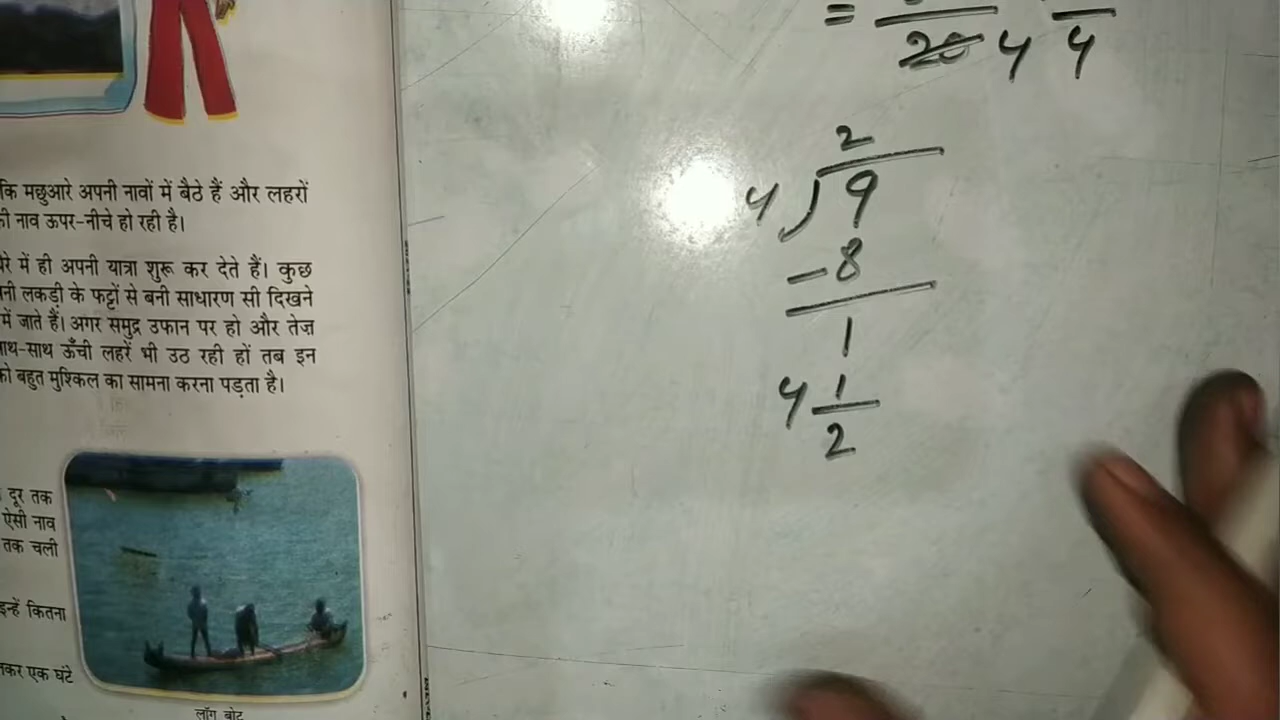 कि मछुआरे अपनी नावों में बैठे हैं और लहरों
नाव ऊपर-नीचे हो रही है।
में ही अपनी यात्रा शुरू कर देते हैं। कुछ
लकड़ी के फट्टों से बनी साधारण सी दिखने
में जाते हैं। अगर समुद्र उफान पर हो और तेज
साथ ऊँची लहरें भी उठ रही हों तब इन
को बहुत मुश्किल का सामना करना पड़ता है।
दूर तक
ऐसी नाव
तक चली
इन्हें कितना
एक घंटे
लॉग बोट
=
20 4
4
2
4 9
-8
1
4 1
2